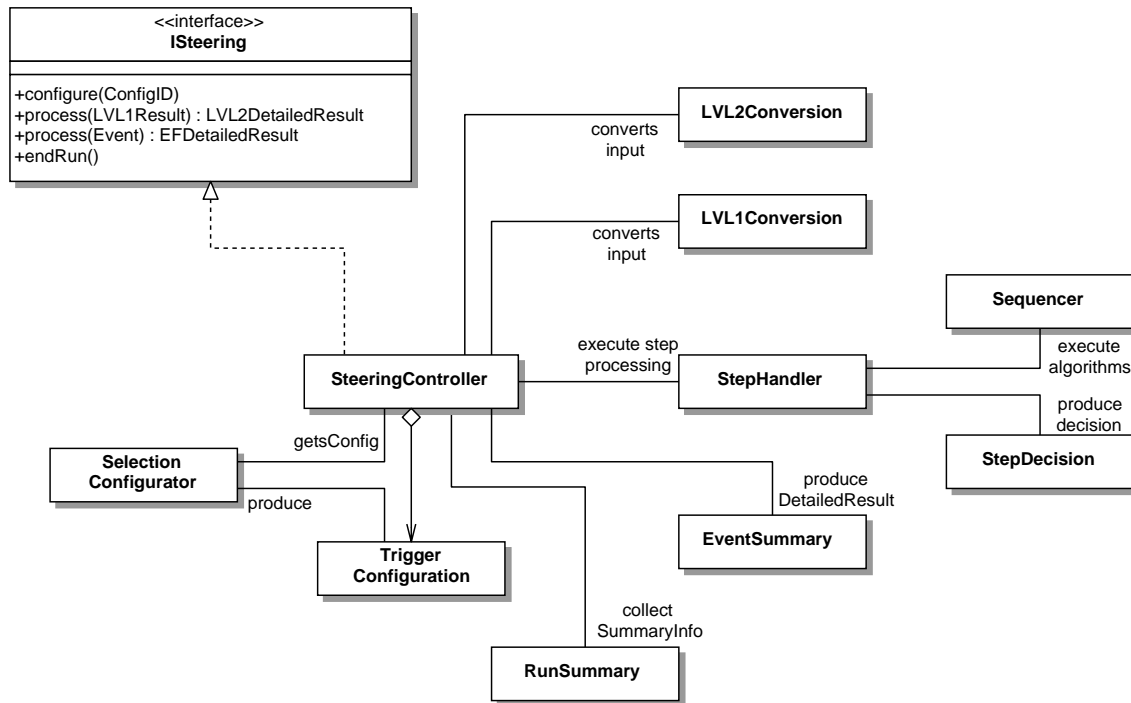 <<interface>>
ISteering
+configure(ConfigID)
+process(LVL1Result) : LVL2DetailedResult
+process(Event) : EFDetailedResult
+endRun()
LVL2Conversion
converts
input
LVL1Conversion
converts
input
Sequencer
execute
algorithms
execute step
processing
SteeringController
StepHandler
produce
decision
StepDecision
getsConfig
Selection
Configurator
produce
Trigger
Configuration
produce
DetailedResult
EventSummary
collect
SummaryInfo
RunSummary